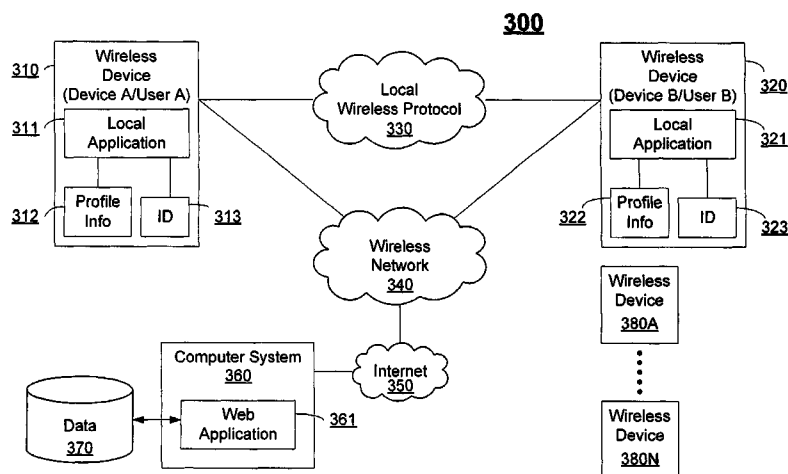 300
310
Wireless
Device
(Device A/User A)
311
Local
Application
312
Profile
Info
ID
313
Local
Wireless Protocol
330
Wireless
Device
(Device B/User B)
320
Local
Application
321
322
Profile
Info
ID
323
Wireless
Network
340
Wireless
Device
380A
Computer System
360
Internet
350
Data
370
Web
Application
361
Wireless
Device
380N